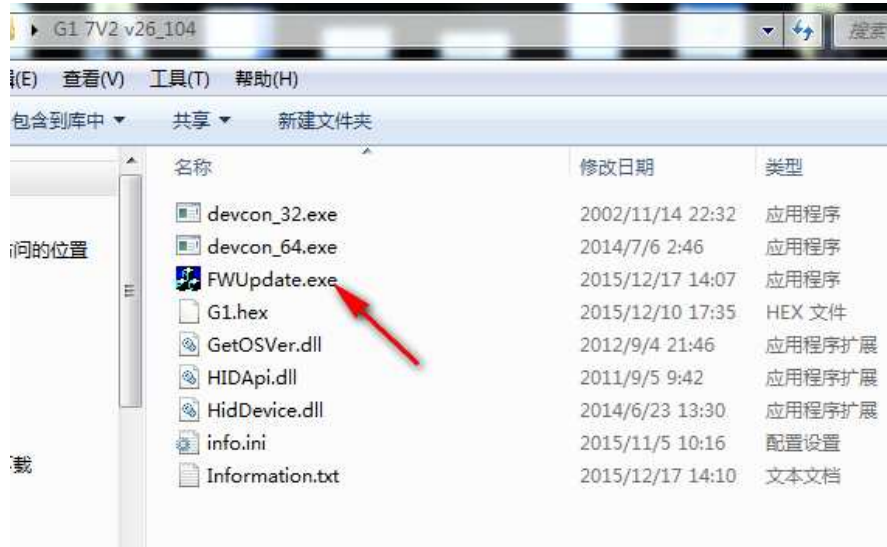 G1 7V2 v26_104
(E) 查看(V) 工具(T) 帮助(H)
包含到库中 共享 新建文件夹
名称 修改日期 类型
devcon_32.exe 2002/11/14 22:32 应用程序
devcon_64.exe 2014/7/6 2:46 应用程序
问的位置
FWUpdate.exe 2015/12/17 14:07 应用程序
G1.hex 2015/12/10 17:35 HEX 文件
GetOSVer.dll 2012/9/4 21:46 应用程序扩展
HIDApi.dll 2011/9/5 9:42 应用程序扩展
HidDevice.dll 2014/6/23 13:30 应用程序扩展
info.ini 2015/11/5 10:16 配置设置
载
Information.txt 2015/12/17 14:10 文本文档